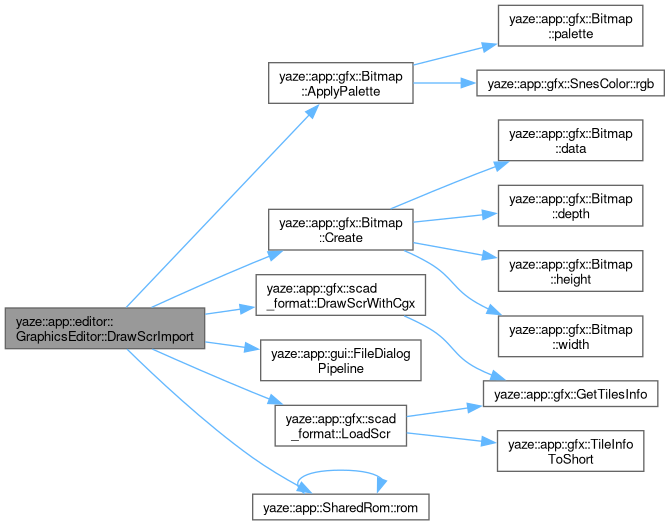 yaze::app::editor::
GraphicsEditor::DrawScrImport
yaze::app::gfx::Bitmap
::ApplyPalette
yaze::app::gfx::Bitmap
::palette
yaze::app::gfx::SnesColor::rgb
yaze::app::gfx::Bitmap
::Create
yaze::app::gfx::Bitmap
::data
yaze::app::gfx::Bitmap
::depth
yaze::app::gfx::Bitmap
::height
yaze::app::gfx::Bitmap
::width
yaze::app::gfx::scad
_format::DrawScrWithCgx
yaze::app::gfx::GetTilesInfo
yaze::app::gui::FileDialog
Pipeline
yaze::app::gfx::scad
_format::LoadScr
yaze::app::gfx::TileInfo
ToShort
yaze::app::SharedRom::rom